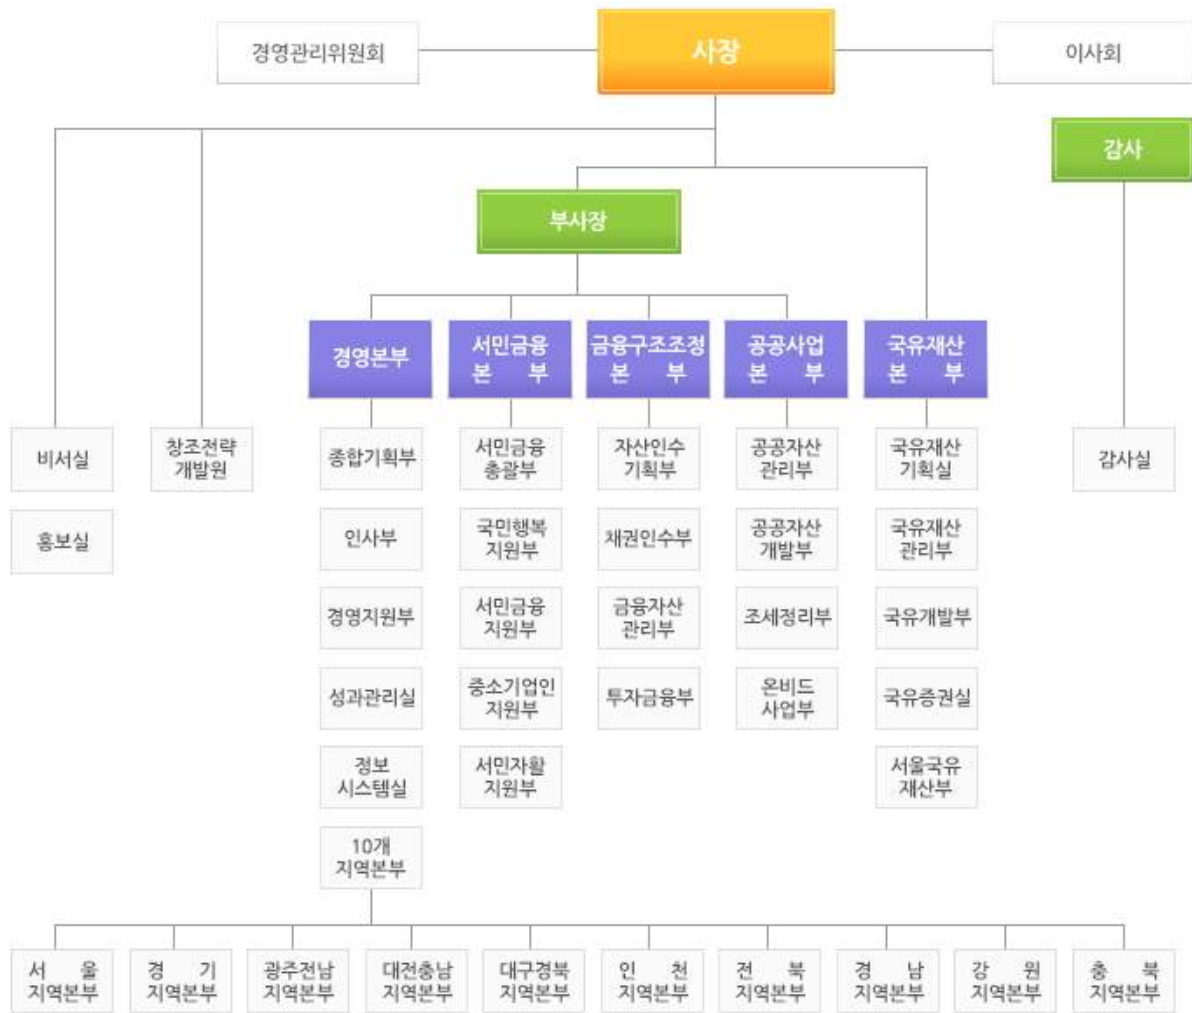 경영관리위원회
사장
이사회
감사
부사장
경영본부
서민금융
본 부
금융구조조정
본 부
공공사업
본 부
국유재산
본 부
비서실
창조전략
개발원
종합기획부
서민금융
총괄부
자산인수
기획부
공공자산
관리부
국유재산
기획실
감사실
홍보실
인사부
국민행복
지원부
채권인수부
공공자산
개발부
국유재산
관리부
경영지원부
서민금융
지원부
금융자산
관리부
조세정리부
국유개발부
성과관리실
중소기업인
지원부
투자금융부
온비드
사업부
국유증권실
정보
시스템실
서민자활
지원부
서울국유
재산부
10개
지역본부
서 울
지역본부
경 기
지역본부
광주전남
지역본부
대전충남
지역본부
대구경북
지역본부
인 천
지역본부
전 북
지역본부
경 남
지역본부
강 원
지역본부
충 북
지역본부